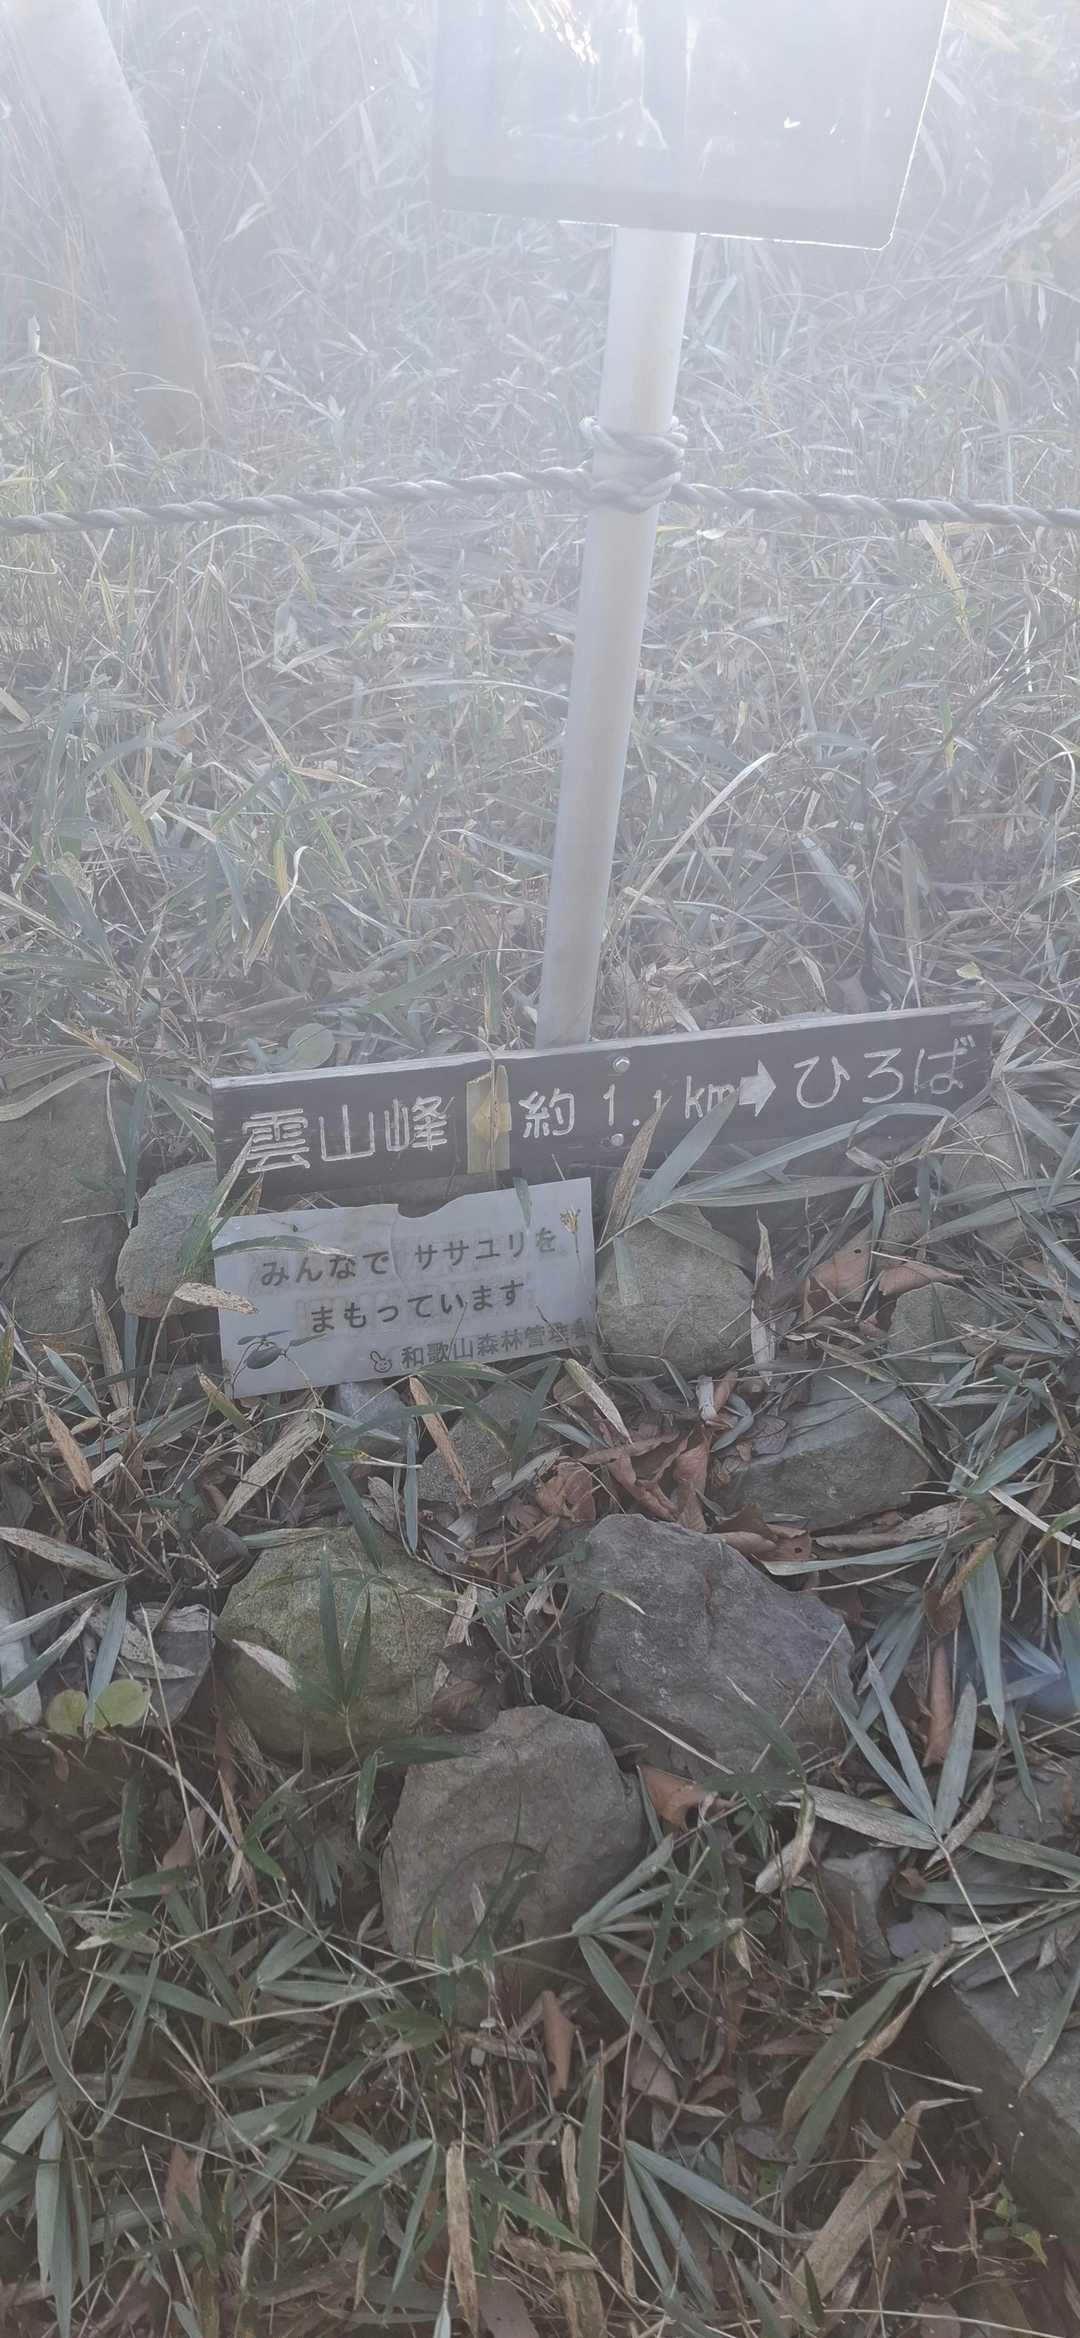 雲山峰 約 1.1km➔ひろば
みんなで ササユリを
まもっています
和歌山森林管理